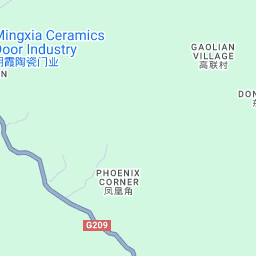 Mingxia Ceramics
Door Industry
明霞陶瓷门业
GAOLIAN
VILLAGE
高联村
PHOENIX
CORNER
凤凰角
G209